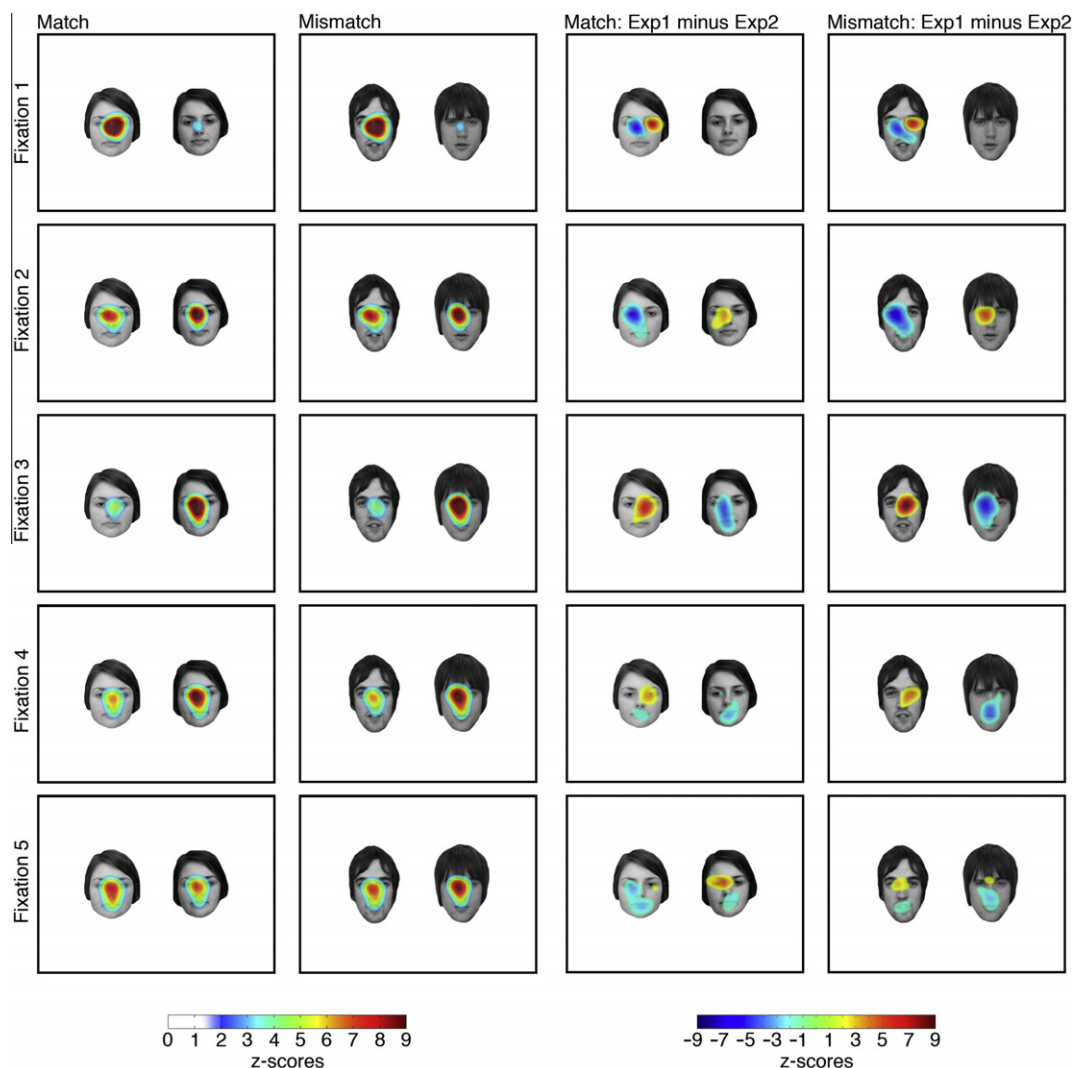 Match Mismatch Match: Exp1 minus Exp2 Mismatch: Exp1 minus Exp2
Fixation 1
Fixation 2
Fixation 3
Fixation 4
Fixation 5
0 1 2 3 4 5 6 7 8 9 -9 -7 -5 -3 -1 1 3 5 7 9
z-scores z-scores